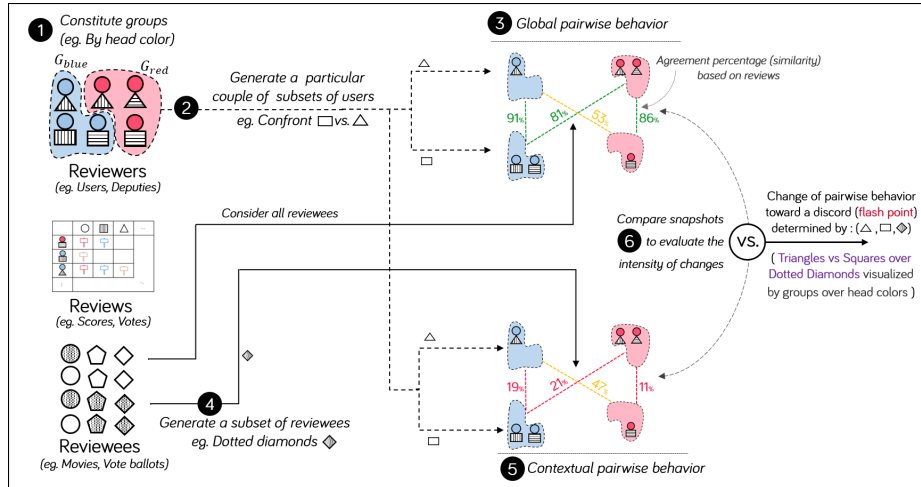 1
Constitute groups
(eg. By head color)
G_blue
G_red
Reviewers
(eg. Users, Deputies)
2
Generate a particular
couple of subsets of users
eg. Confront □ vs. △
3
Global pairwise behavior
Agreement percentage (similarity)
based on reviews
91%
81%
53%
86%
Consider all reviewees
Reviews
(eg. Scores, Votes)
Reviewees
(eg. Movies, Vote ballots)
4
Generate a subset of reviewees
eg. Dotted diamonds
19%
21%
47%
11%
5
Contextual pairwise behavior
6
Compare snapshots
to evaluate the
intensity of changes
VS.
Change of pairwise behavior
toward a discord (flash point)
determined by : (△, □, ◈)
( Triangles vs Squares over
Dotted Diamonds visualized
by groups over head colors )